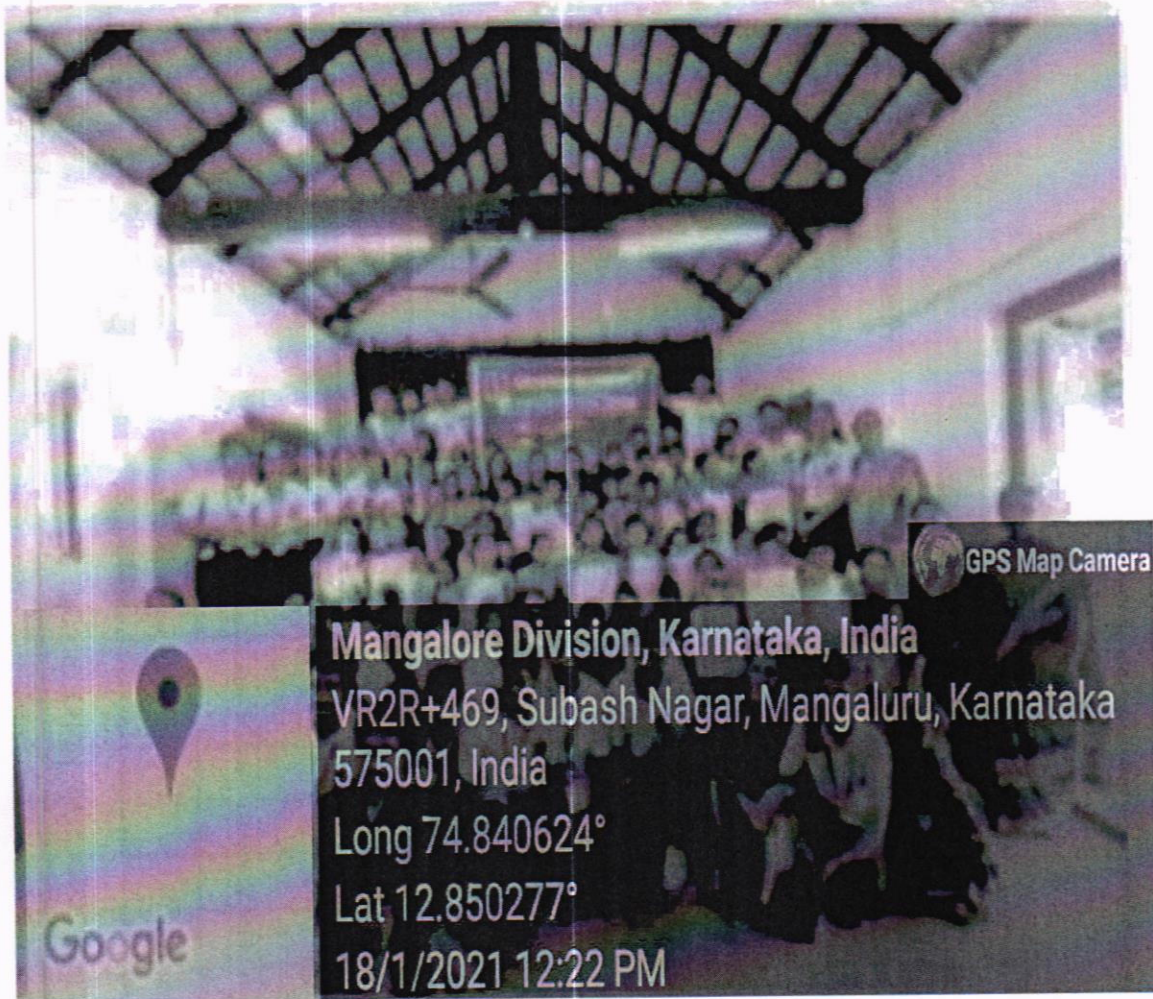 GPS Map Camera
Mangalore Division, Karnataka, India
VR2R+469, Subash Nagar, Mangaluru, Karnataka
575001, India
Long 74.840624°
Lat 12.850277°
18/1/2021 12:22 PM
Google